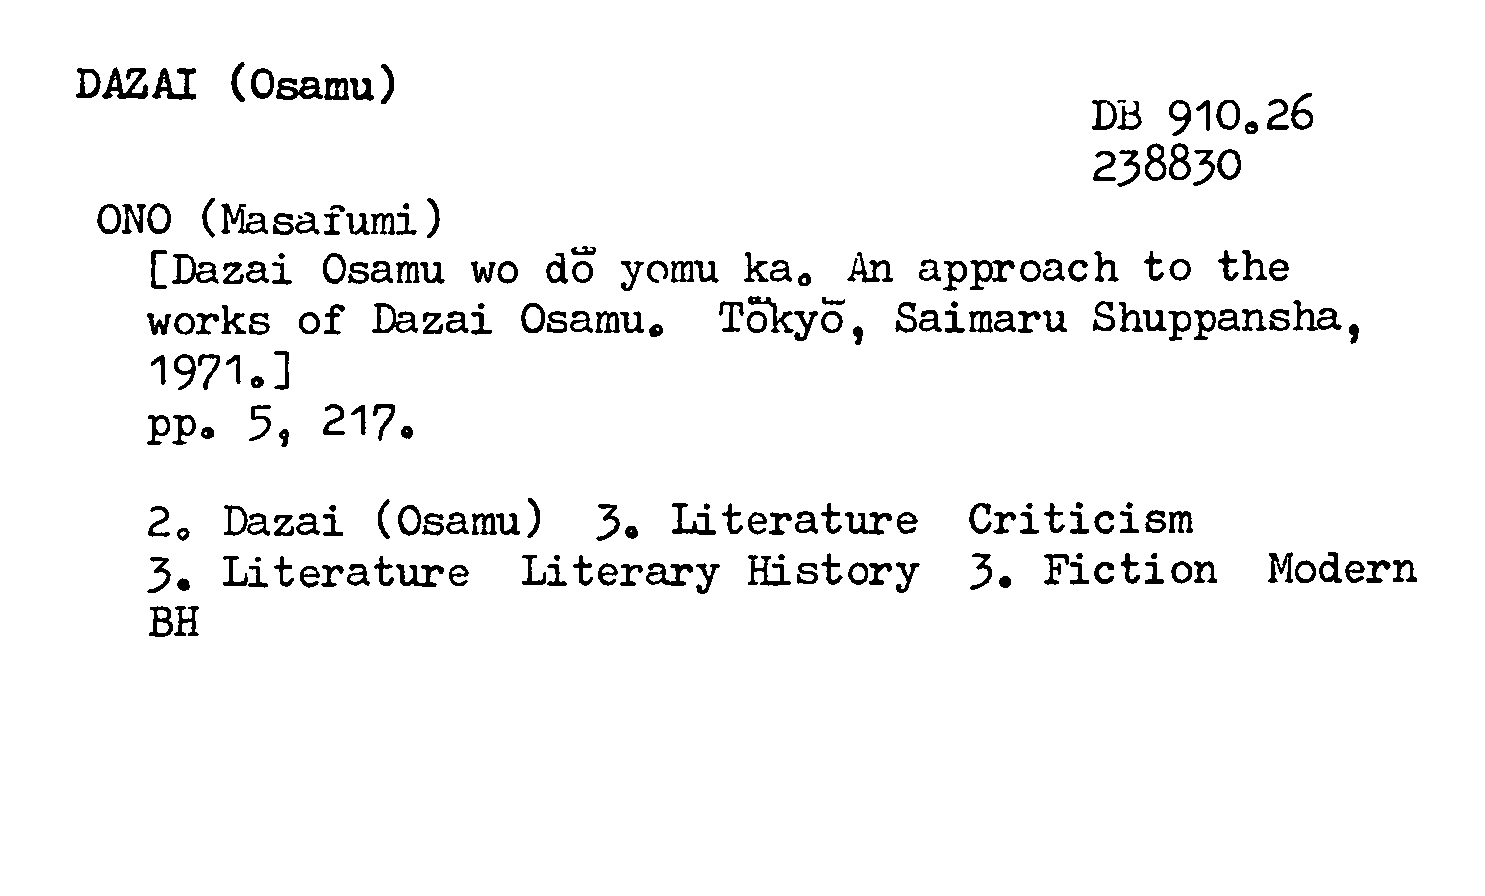 DAZAI (Osamu)
DB 910.26
238830
ONO (Masafumi)
[Dazai Osamu wo dō yomu ka. An approach to the
works of Dazai Osamu. Tōkyō, Saimaru Shuppansha,
1971.]
pp. 5, 217.
2. Dazai (Osamu) 3. Literature Criticism
3. Literature Literary History 3. Fiction Modern
BH